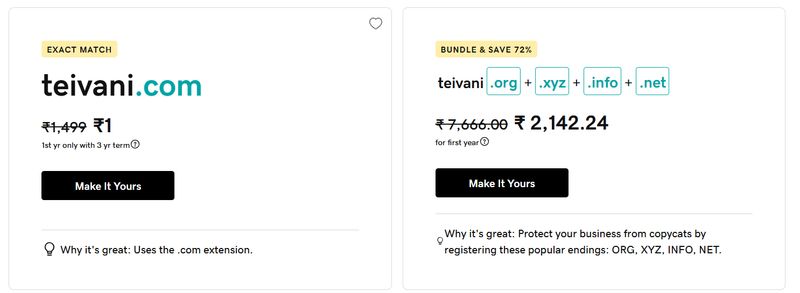 EXACT MATCH
teivani.com
₹1,499 ₹1
1st yr only with 3 yr term?
Make It Yours
Why it's great: Uses the .com extension.
BUNDLE & SAVE 72%
teivani .org + .xyz + .info + .net
₹ 7,666.00 ₹ 2,142.24
for first year?
Make It Yours
Why it's great: Protect your business from copycats by
registering these popular endings: ORG, XYZ, INFO, NET.